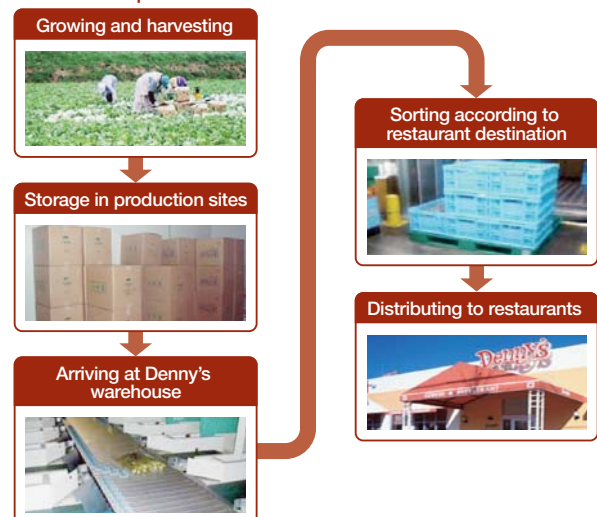 Growing and harvesting
Storage in production sites
Arriving at Denny's
warehouse
Sorting according to
restaurant destination
Distributing to restaurants
Denny's